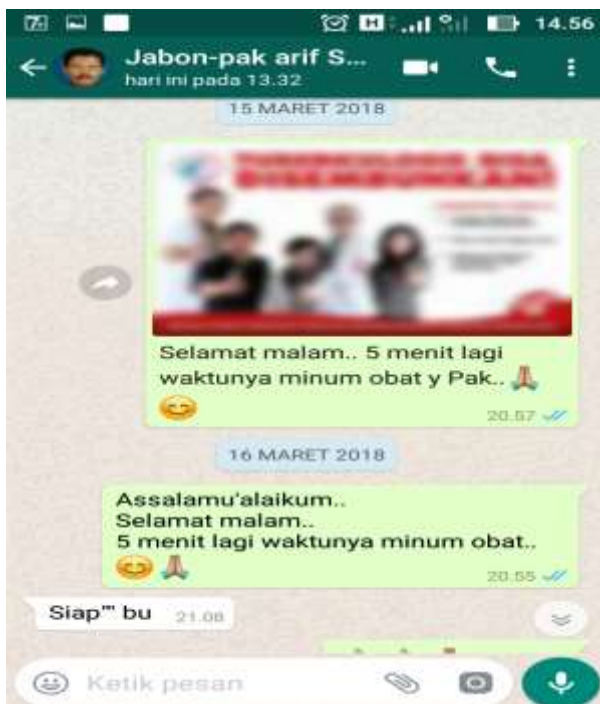 14.56
Jabon-pak arif S...
hari ini pada 13.32
15 MARET 2018
DISEMBUHKAN!
Selamat malam.. 5 menit lagi
waktunya minum obat y Pak.. 🙏
😊
20.57
16 MARET 2018
Assalamu'alaikum..
Selamat malam..
5 menit lagi waktunya minum obat..
😊🙏
20.55
Siap"" bu 21.08
Ketik pesan